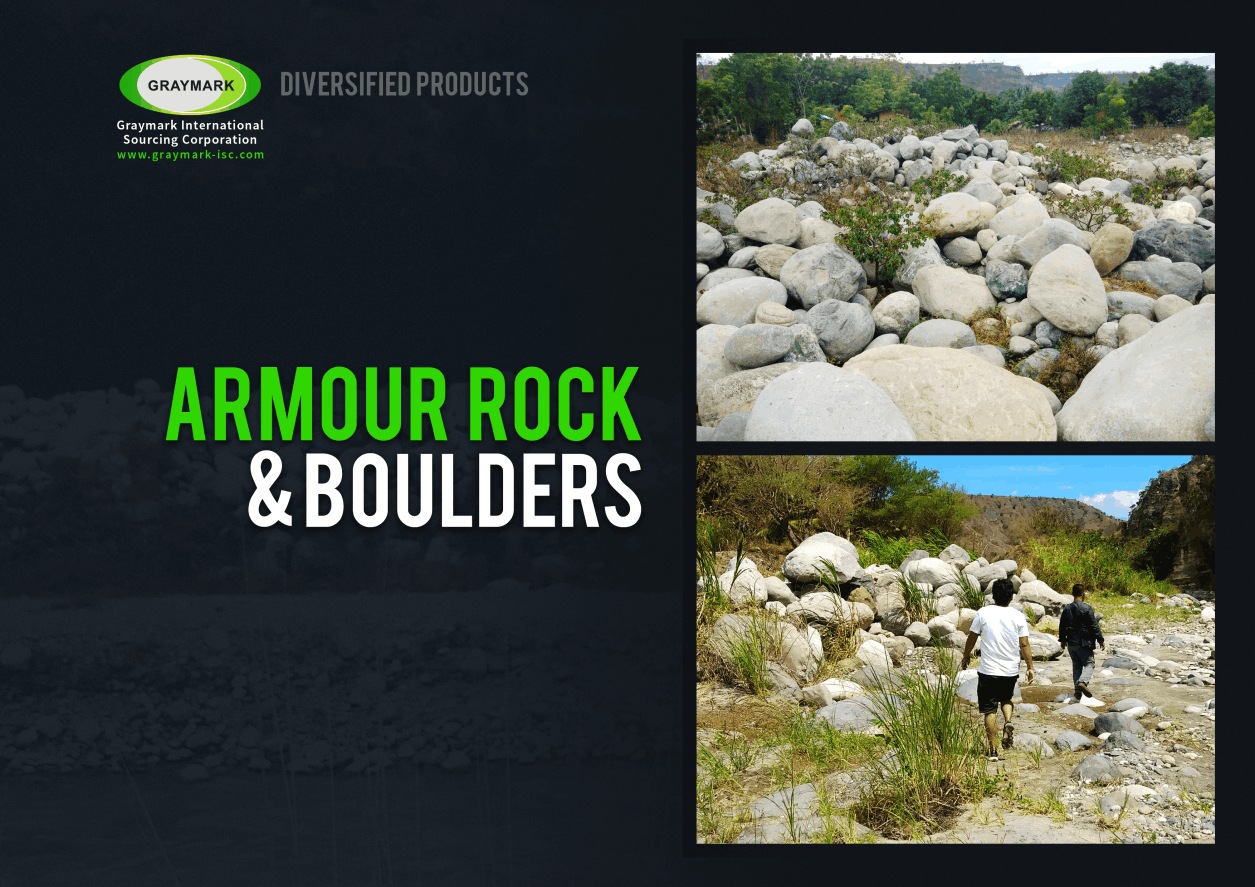 GRAYMARK
DIVERSIFIED PRODUCTS
Graymark International
Sourcing Corporation
www.graymark-isc.com
ARMOUR ROCK
& BOULDERS